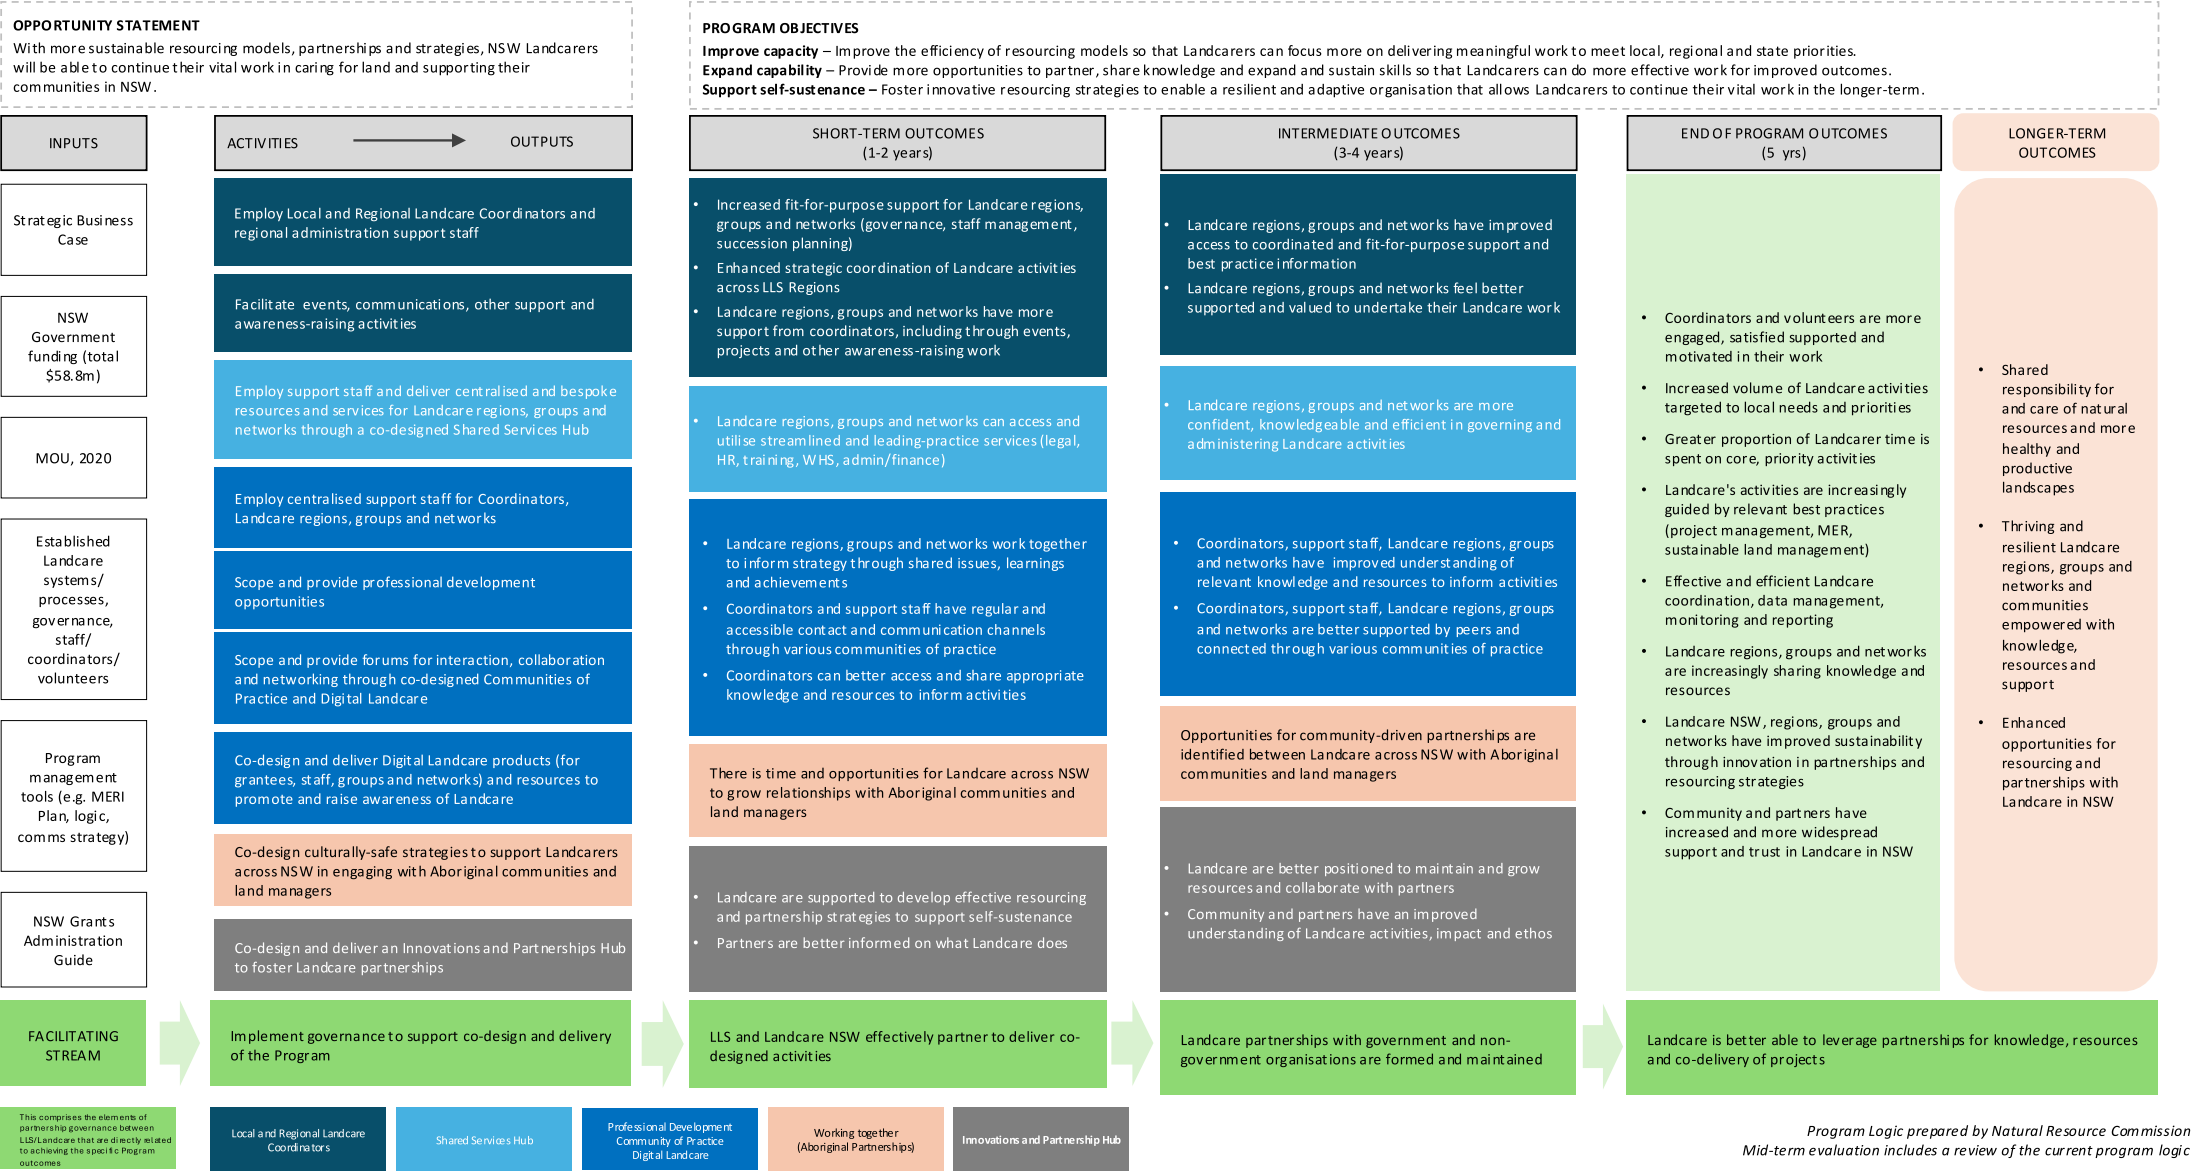 OPPORTUNITY STATEMENT
With more sustainable resourcing models, partnerships and strategies, NSW Landcarers
will be able to continue their vital work in caring for land and supporting their
communities in NSW.
PROGRAM OBJECTIVES
Improve capacity – Improve the efficiency of resourcing models so that Landcarers can focus more on delivering meaningful work to meet local, regional and state priorities.
Expand capability – Provide more opportunities to partner, share knowledge and expand and sustain skills so that Landcarers can do more effective work for improved outcomes.
Support self-sustenance – Foster innovative resourcing strategies to enable a resilient and adaptive organisation that allows Landcarers to continue their vital work in the longer-term.
INPUTS
Strategic Business
Case
NSW
Government
funding (total
$58.8m)
MOU, 2020
Established
Landcare
systems/
processes,
governance,
staff/
coordinators/
volunteers
Program
management
tools (e.g. MERI
Plan, logic,
comms strategy)
NSW Grants
Administration
Guide
ACTIVITIES
OUTPUTS
Employ Local and Regional Landcare Coordinators and
regional administration support staff
Facilitate events, communications, other support and
awareness-raising activities
Employ support staff and deliver centralised and bespoke
resources and services for Landcare regions, groups and
networks through a co-designed Shared Services Hub
Employ centralised support staff for Coordinators,
Landcare regions, groups and networks
Scope and provide professional development
opportunities
Scope and provide forums for interaction, collaboration
and networking through co-designed Communities of
Practice and Digital Landcare
Co-design and deliver Digital Landcare products (for
grantees, staff, groups and networks) and resources to
promote and raise awareness of Landcare
Co-design culturally-safe strategies to support Landcarers
across NSW in engaging with Aboriginal communities and
land managers
Co-design and deliver an Innovations and Partnerships Hub
to foster Landcare partnerships
SHORT-TERM OUTCOMES
(1-2 years)
• Increased fit-for-purpose support for Landcare regions,
groups and networks (governance, staff management,
succession planning)
• Enhanced strategic coordination of Landcare activities
across LLS Regions
• Landcare regions, groups and networks have more
support from coordinators, including through events,
projects and other awareness-raising work
• Landcare regions, groups and networks can access and
utilise streamlined and leading-practice services (legal,
HR, training, WHS, admin/finance)
• Landcare regions, groups and networks work together
to inform strategy through shared issues, learnings
and achievements
• Coordinators and support staff have regular and
accessible contact and communication channels
through various communities of practice
• Coordinators can better access and share appropriate
knowledge and resources to inform activities
There is time and opportunities for Landcare across NSW
to grow relationships with Aboriginal communities and
land managers
• Landcare are supported to develop effective resourcing
and partnership strategies to support self-sustenance
• Partners are better informed on what Landcare does
INTERMEDIATE OUTCOMES
(3-4 years)
• Landcare regions, groups and networks have improved
access to coordinated and fit-for-purpose support and
best practice information
• Landcare regions, groups and networks feel better
supported and valued to undertake their Landcare work
• Landcare regions, groups and networks are more
confident, knowledgeable and efficient in governing and
administering Landcare activities
• Coordinators, support staff, Landcare regions, groups
and networks have improved understanding of
relevant knowledge and resources to inform activities
• Coordinators, support staff, Landcare regions, groups
and networks are better supported by peers and
connected through various communities of practice
Opportunities for community-driven partnerships are
identified between Landcare across NSW with Aboriginal
communities and land managers
• Landcare are better positioned to maintain and grow
resources and collaborate with partners
• Community and partners have an improved
understanding of Landcare activities, impact and ethos
END OF PROGRAM OUTCOMES
(5 yrs)
• Coordinators and volunteers are more
engaged, satisfied supported and
motivated in their work
• Increased volume of Landcare activities
targeted to local needs and priorities
• Greater proportion of Landcarer time is
spent on core, priority activities
• Landcare's activities are increasingly
guided by relevant best practices
(project management, MER,
sustainable land management)
• Effective and efficient Landcare
coordination, data management,
monitoring and reporting
• Landcare regions, groups and networks
are increasingly sharing knowledge and
resources
• Landcare NSW, regions, groups and
networks have improved sustainability
through innovation in partnerships and
resourcing strategies
• Community and partners have
increased and more widespread
support and trust in Landcare in NSW
LONGER-TERM
OUTCOMES
• Shared
responsibility for
and care of natural
resources and more
healthy and
productive
landscapes
• Thriving and
resilient Landcare
regions, groups and
networks and
communities
empowered with
knowledge,
resources and
support
• Enhanced
opportunities for
resourcing and
partnerships with
Landcare in NSW
FACILITATING
STREAM
Implement governance to support co-design and delivery
of the Program
LLS and Landcare NSW effectively partner to deliver co-
designed activities
Landcare partnerships with government and non-
government organisations are formed and maintained
Landcare is better able to leverage partnerships for knowledge, resources
and co-delivery of projects
This comprises the elements of
partnership governance between
LLS/Landcare that are directly related
to achieving the specific Program
outcomes
Local and Regional Landcare
Coordinators
Shared Services Hub
Professional Development
Community of Practice
Digital Landcare
Working together
(Aboriginal Partnerships)
Innovations and Partnership Hub
Program Logic prepared by Natural Resource Commission
Mid-term evaluation includes a review of the current program logic